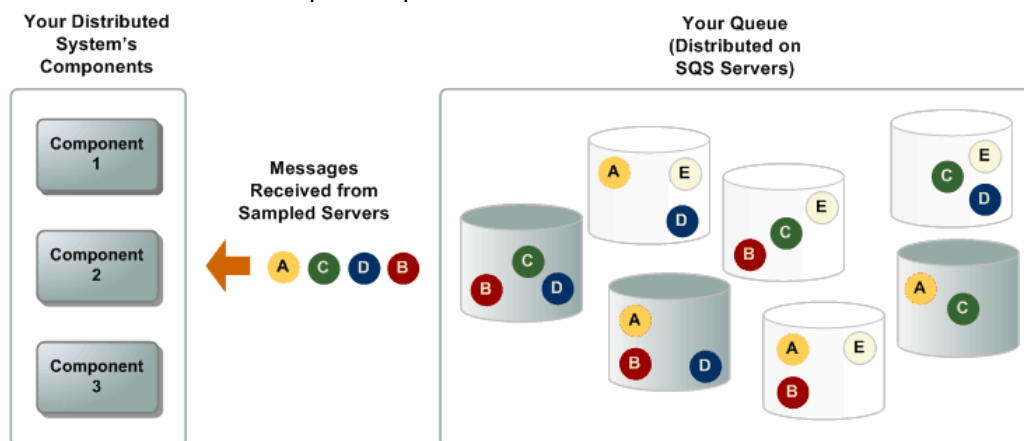 Your Distributed
System's
Components
Component
1
Component
2
Component
3
Messages
Received from
Sampled Servers
A C D B
Your Queue
(Distributed on
SQS Servers)
A
E
D
E
C
B
E
C
D
C
B
D
A
B
D
A
E
B
A
C